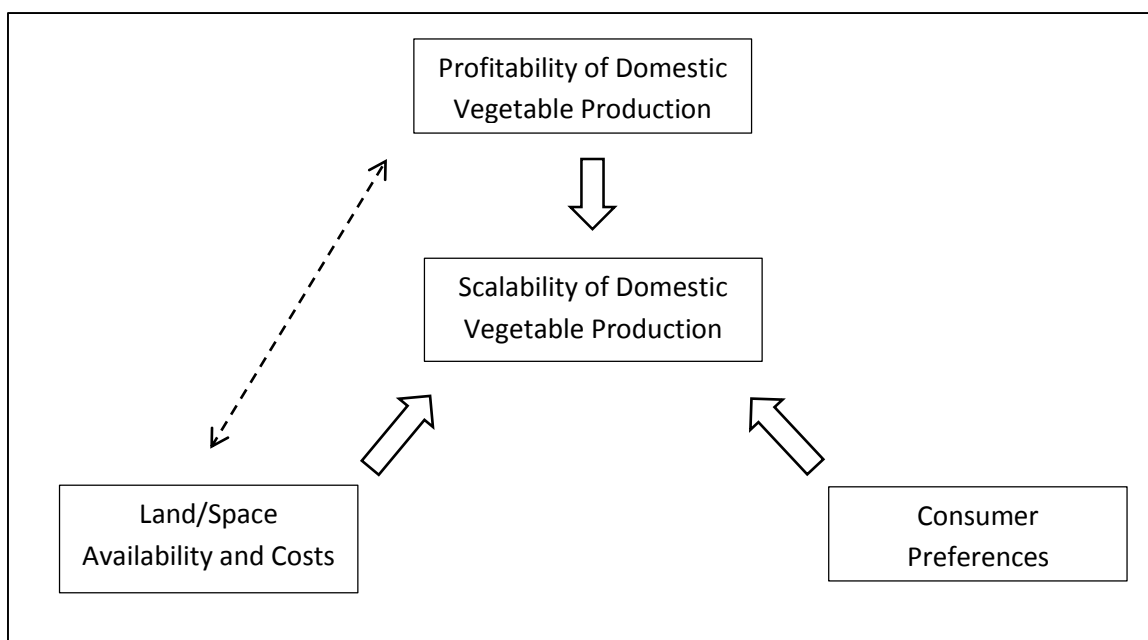 Profitability of Domestic
Vegetable Production
Scalability of Domestic
Vegetable Production
Land/Space
Availability and Costs
Consumer
Preferences